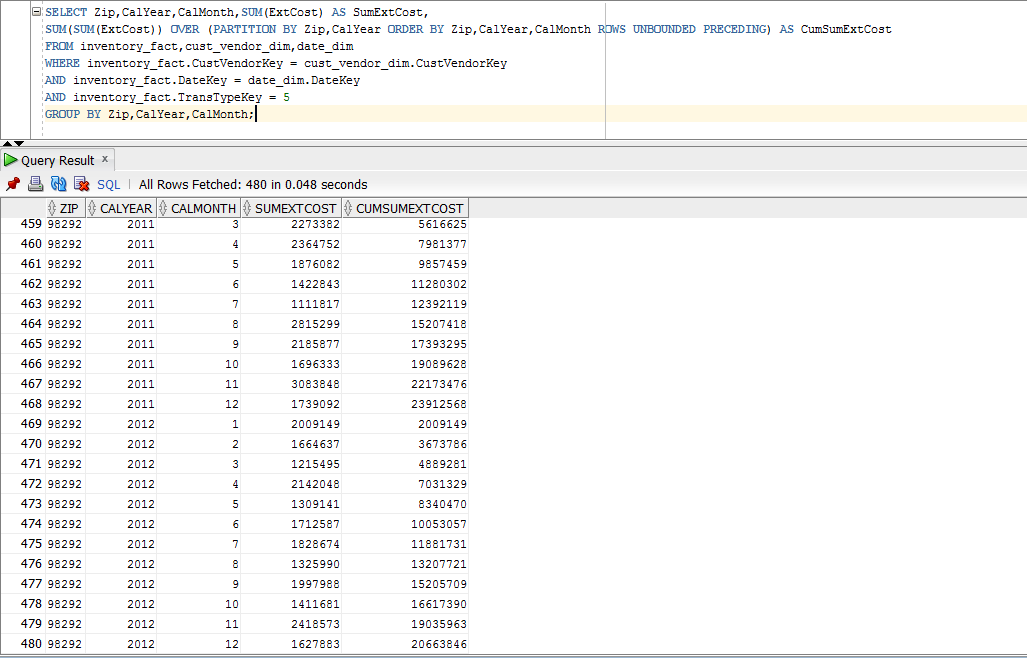 SELECT Zip,CalYear,CalMonth,SUM(ExtCost) AS SumExtCost,
SUM(SUM(ExtCost)) OVER (PARTITION BY Zip,CalYear ORDER BY Zip,CalYear,CalMonth ROWS UNBOUNDED PRECEDING) AS CumSumExtCost
FROM inventory_fact,cust_vendor_dim,date_dim
WHERE inventory_fact.CustVendorKey = cust_vendor_dim.CustVendorKey
AND inventory_fact.DateKey = date_dim.DateKey
AND inventory_fact.TransTypeKey = 5
GROUP BY Zip,CalYear,CalMonth;
Query Result x
SQL | All Rows Fetched: 480 in 0.048 seconds
ZIP CALYEAR CALMONTH SUMEXTCOST CUMSUMEXTCOST
459 98292 2011 3 2273382 5616625
460 98292 2011 4 2364752 7981377
461 98292 2011 5 1876082 9857459
462 98292 2011 6 1422843 11280302
463 98292 2011 7 1111817 12392119
464 98292 2011 8 2815299 15207418
465 98292 2011 9 2185877 17393295
466 98292 2011 10 1696333 19089628
467 98292 2011 11 3083848 22173476
468 98292 2011 12 1739092 23912568
469 98292 2012 1 2009149 2009149
470 98292 2012 2 1664637 3673786
471 98292 2012 3 1215495 4889281
472 98292 2012 4 2142048 7031329
473 98292 2012 5 1309141 8340470
474 98292 2012 6 1712587 10053057
475 98292 2012 7 1828674 11881731
476 98292 2012 8 1325990 13207721
477 98292 2012 9 1997988 15205709
478 98292 2012 10 1411681 16617390
479 98292 2012 11 2418573 19035963
480 98292 2012 12 1627883 20663846